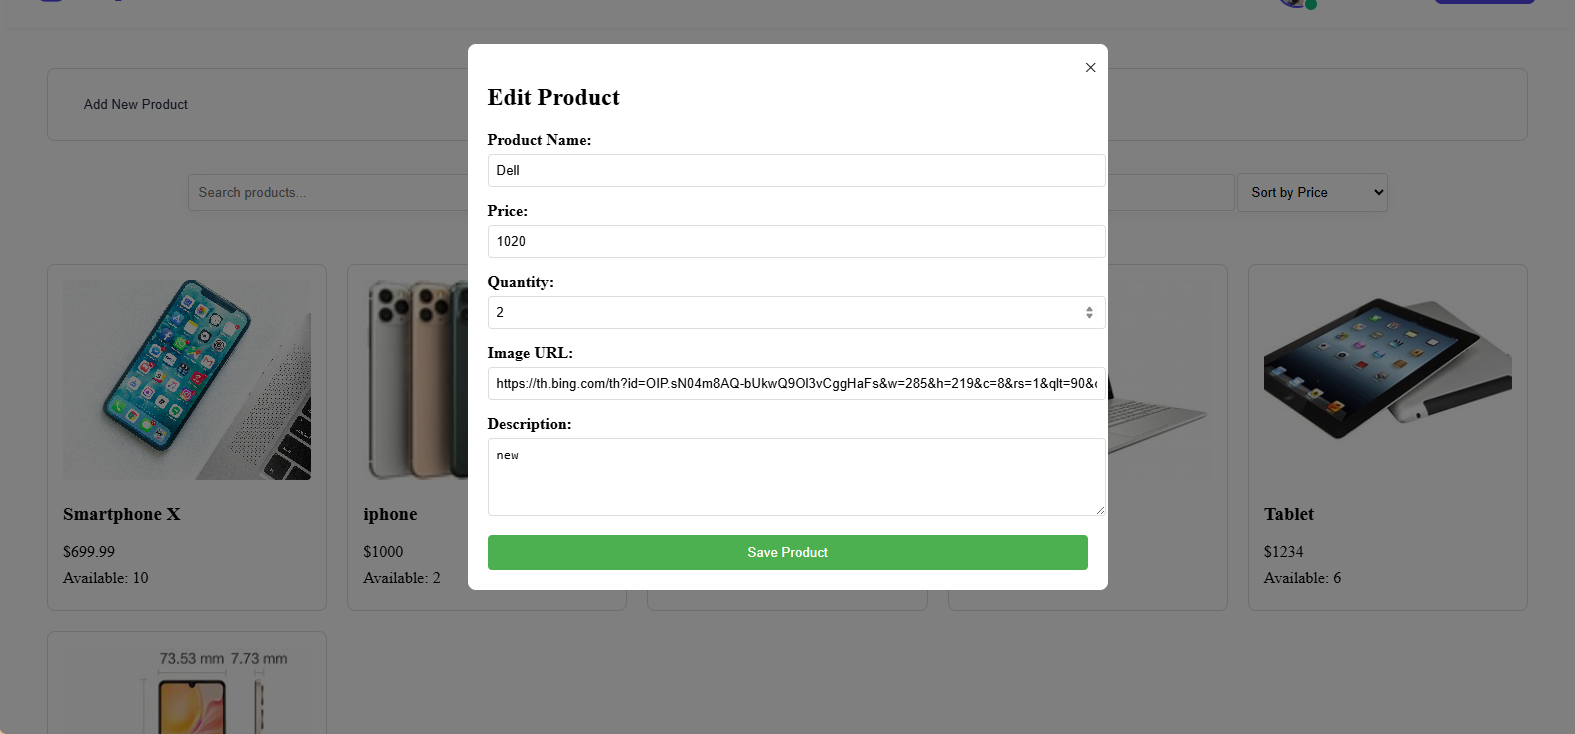 Add New Product
Search products...
Sort by Price
Edit Product
Product Name:
Dell
Price:
1020
Quantity:
2
Image URL:
https://th.bing.com/th?id=OIP.sN04m8AQ-bUkwQ9OI3vCggHaFs&w=285&h=219&c=8&rs=1&qlt=90&
Description:
new
Save Product
Smartphone X
$699.99
Available: 10
iphone
$1000
Available: 2
Tablet
$1234
Available: 6
73.53 mm 7.73 mm